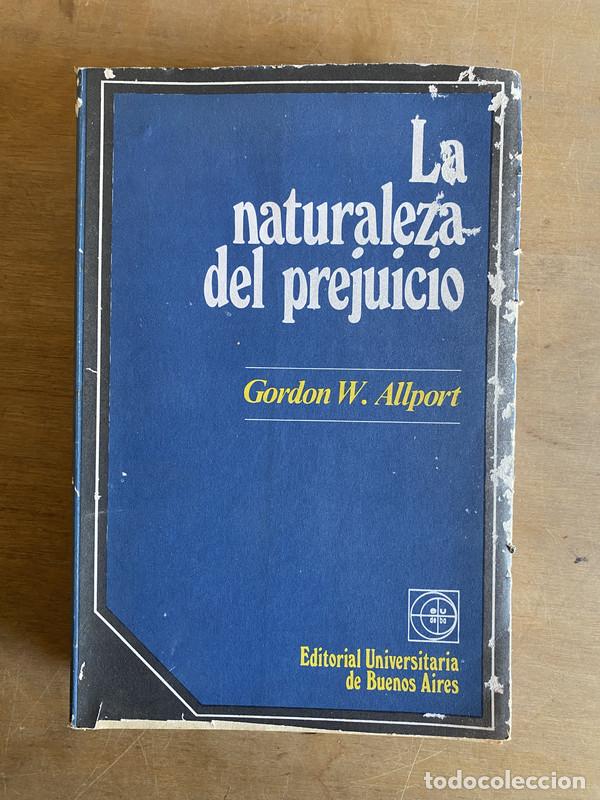 La
naturaleza
del prejuicio
Gordon W. Allport
Editorial Universitaria
de Buenos Aires
todocoleccion